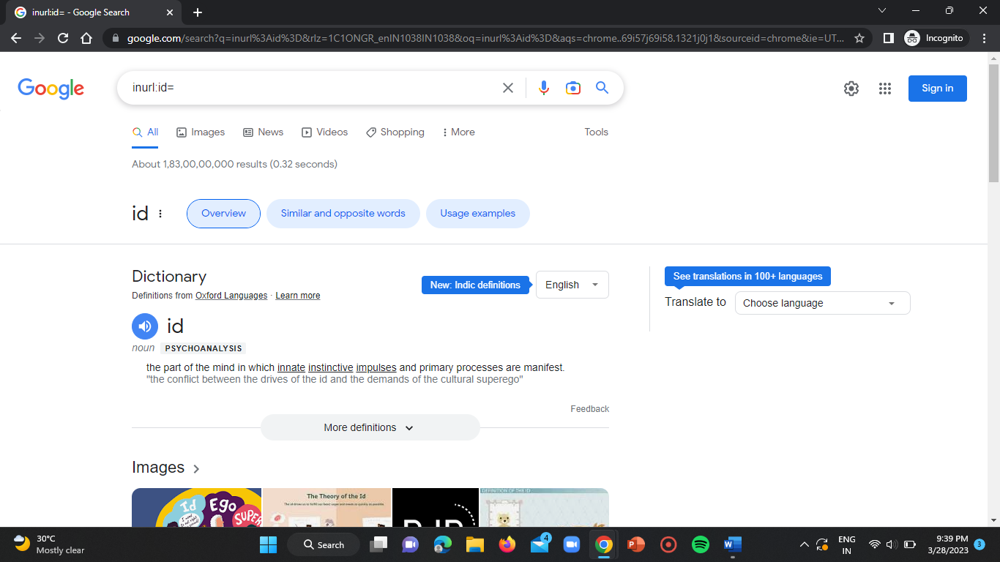 inurl:id= - Google Search
google.com/search?q=inurl%3Aid%3D&rlz=1C1ONGR_enIN1038IN1038&oq=inurl%3Aid%3D&aqs=chrome..69i57j69i58.1321j0j1&sourceid=chrome&ie=UT...
Incognito
Google
inurl:id=
Sign in
All Images News Videos Shopping More Tools
About 1,83,00,00,000 results (0.32 seconds)
id Overview Similar and opposite words Usage examples
Dictionary
Definitions from Oxford Languages · Learn more
New: Indic definitions English
See translations in 100+ languages
Translate to Choose language
id
noun PSYCHOANALYSIS
the part of the mind in which innate instinctive impulses and primary processes are manifest.
"the conflict between the drives of the id and the demands of the cultural superego"
Feedback
More definitions
Images
Id Ego SUPER
The Theory of the Id
DEFINITION OF THE ID
30°C
Mostly clear
Search
4
ENG
IN
9:39 PM
3/28/2023
3